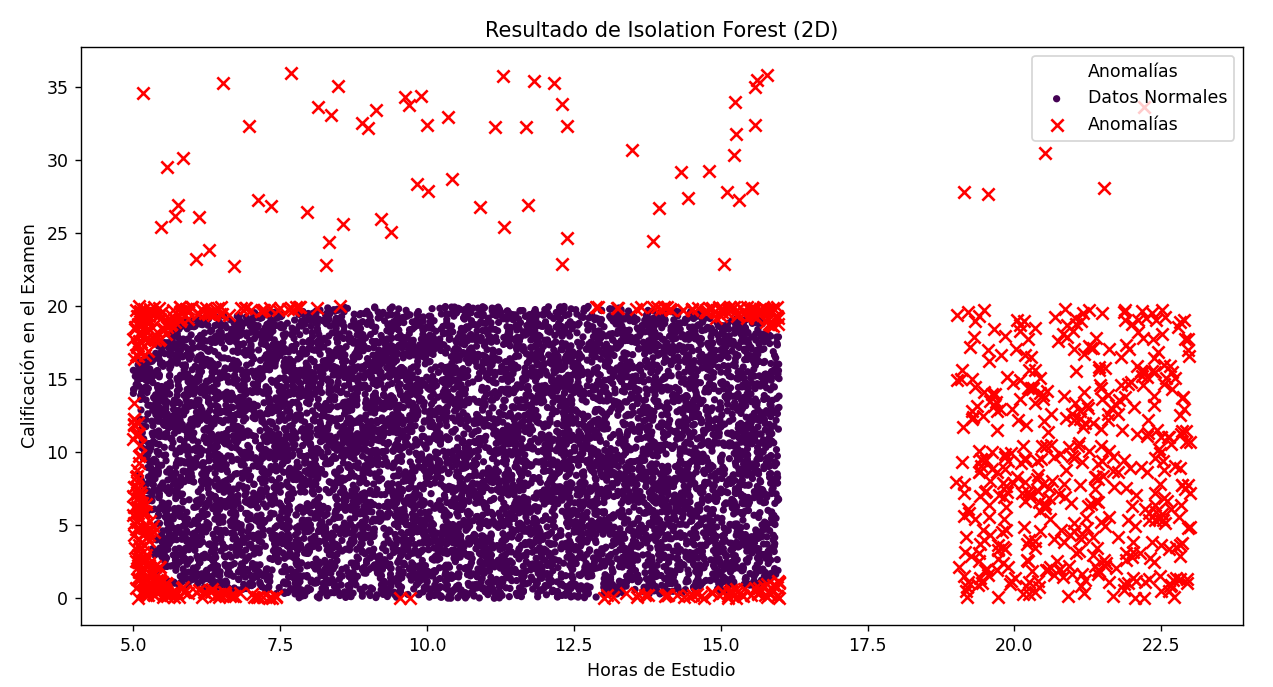 Resultado de Isolation Forest (2D)
Anomalías
Datos Normales
Anomalías
Calificación en el Examen
35
30
25
20
15
10
5
0
5.0 7.5 10.0 12.5 15.0 17.5 20.0 22.5
Horas de Estudio